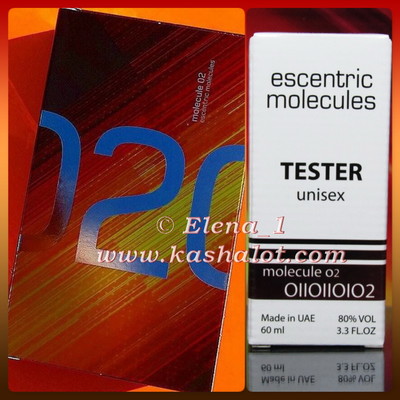 molecule 02
escentric molecules
020
© Elena_1
www.kashalot.com
escentric
molecules
TESTER
unisex
molecule 02
0110110102
Made in UAE 80% VOL
60 ml 3.3 FL.OZ